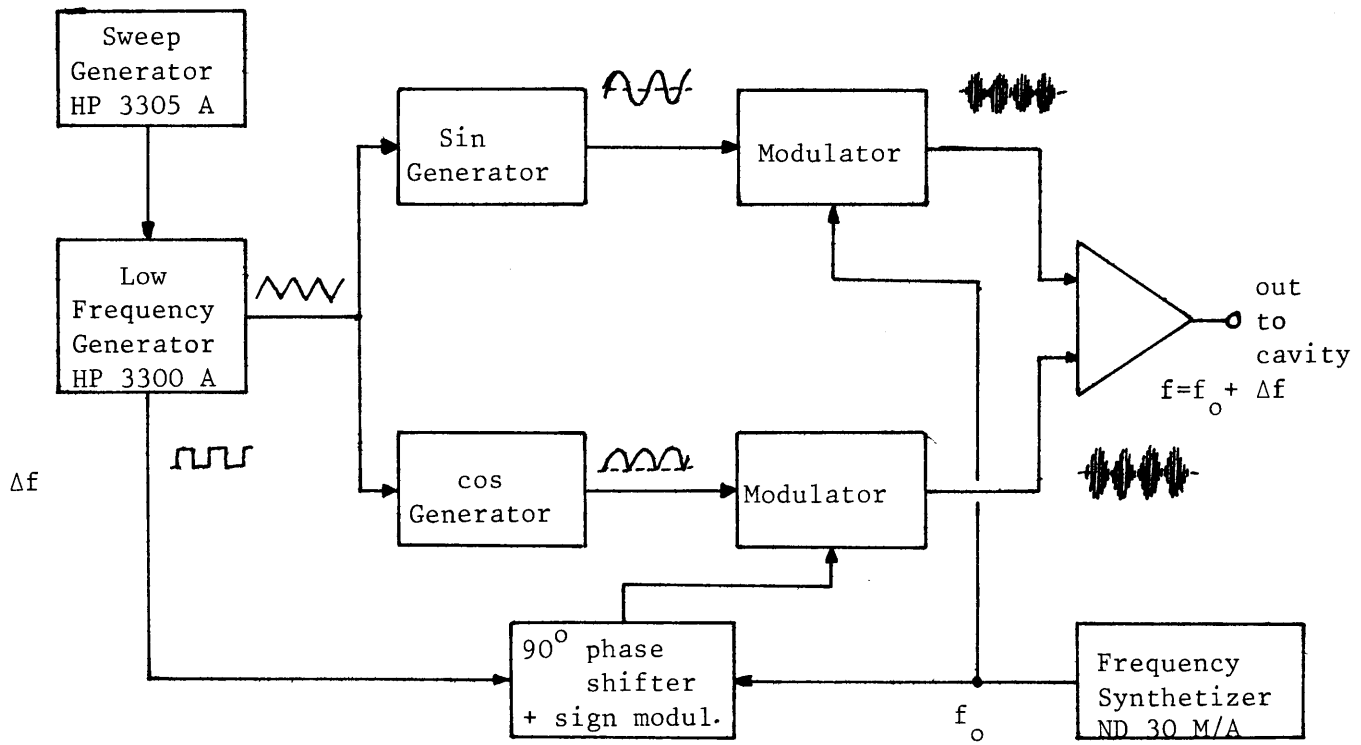 Sweep
Generator
HP 3305 A
Low
Frequency
Generator
HP 3300 A
Δf
Sin
Generator
cos
Generator
Modulator
Modulator
90° phase
shifter
+ sign modul.
fo
Frequency
Synthetizer
ND 30 M/A
out
to
cavity
f=fo+ Δf